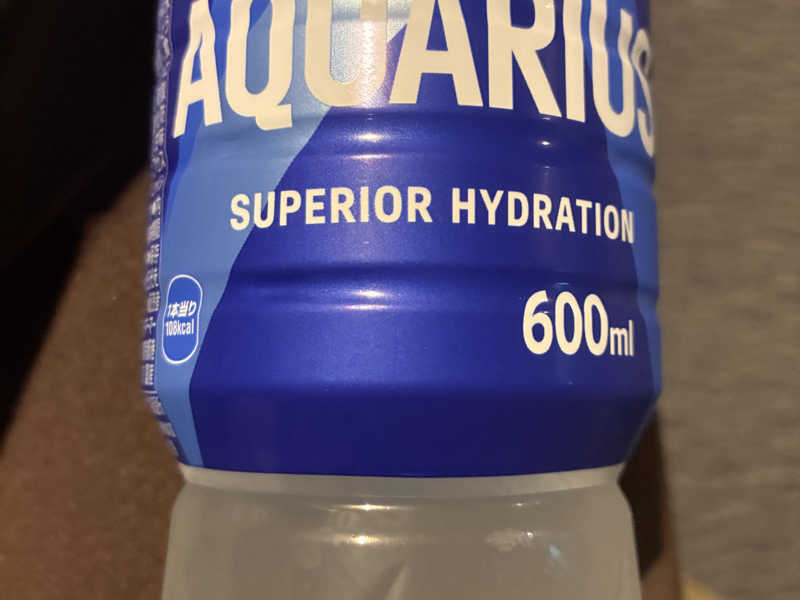 AQUARIUS
SUPERIOR HYDRATION
600ml
1本当り
108kcal